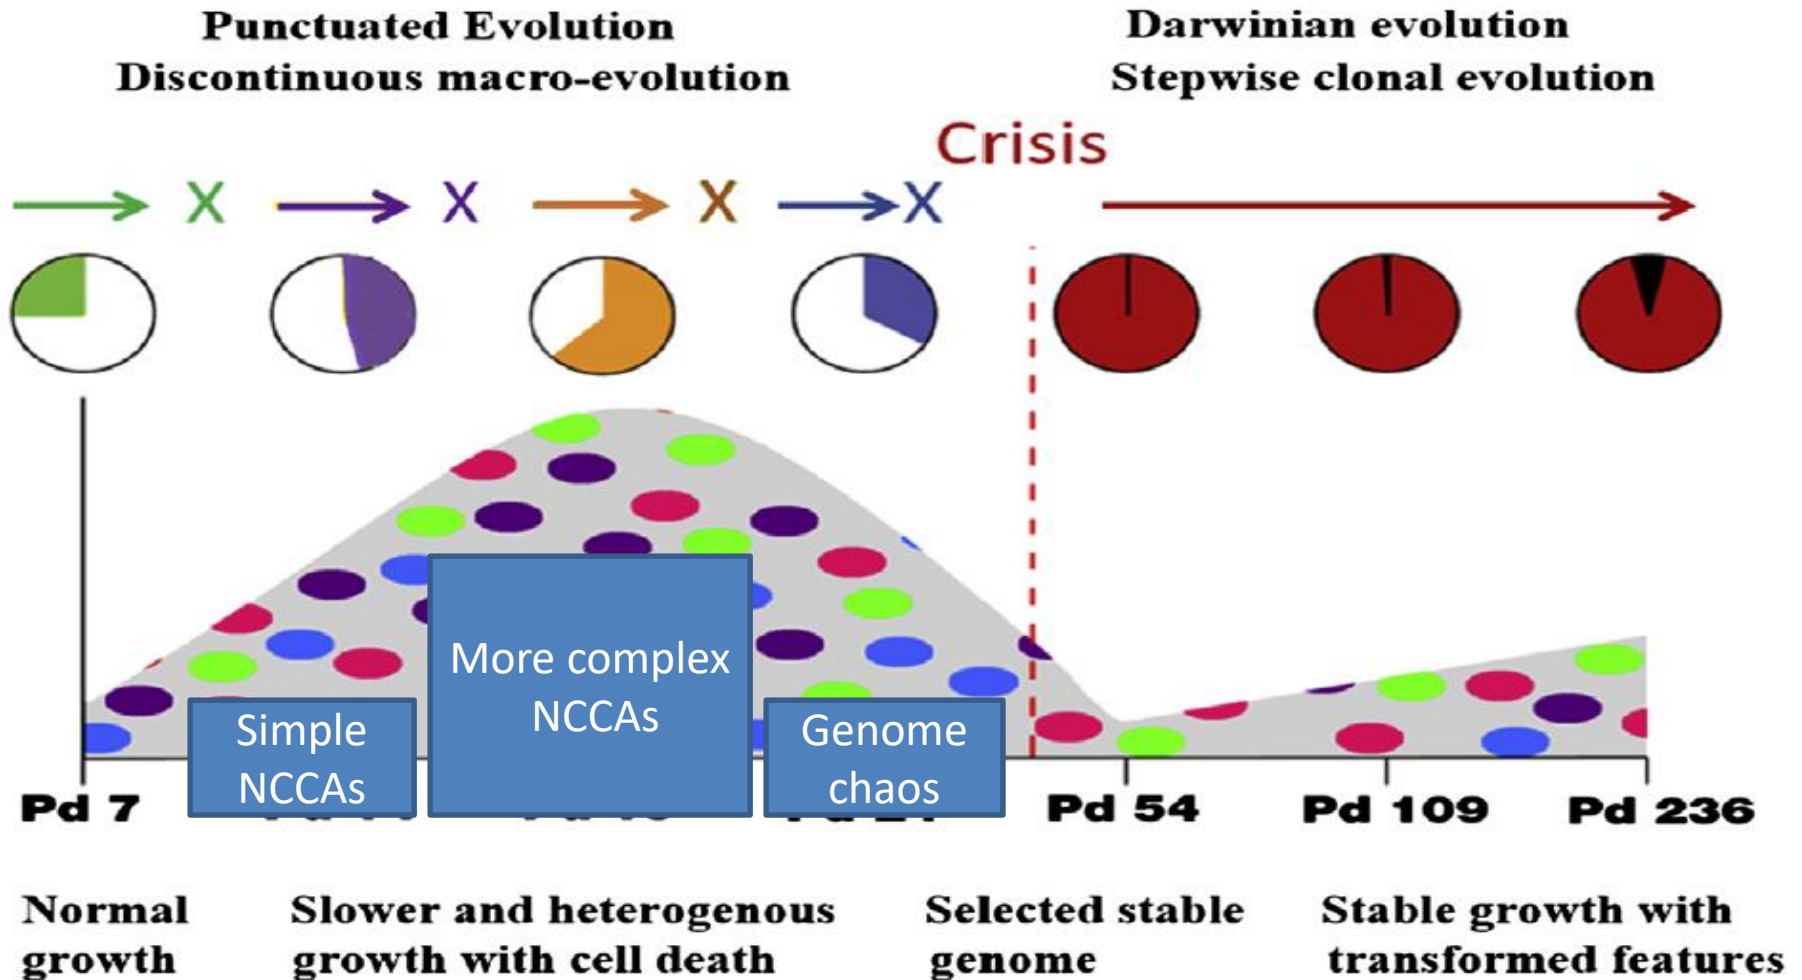 Punctuated Evolution
Discontinuous macro-evolution
Darwinian evolution
Stepwise clonal evolution
Crisis
X
X
X
X
More complex
NCCAs
Simple
NCCAs
Genome
chaos
Pd 7
Pd 54
Pd 109
Pd 236
Normal
growth
Slower and heterogenous
growth with cell death
Selected stable
genome
Stable growth with
transformed features